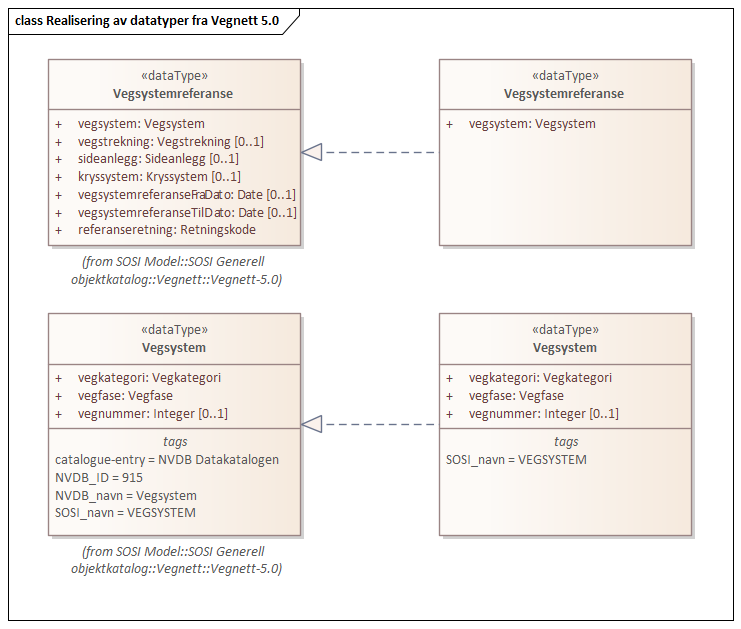 class Realisering av datatyper fra Vegnett 5.0
«dataType»
Vegsystemreferanse
+ vegsystem: Vegsystem
+ vegstrekning: Vegstrekning [0..1]
+ sideanlegg: Sideanlegg [0..1]
+ kryssystem: Kryssystem [0..1]
+ vegsystemreferanseFraDato: Date [0..1]
+ vegsystemreferanseTilDato: Date [0..1]
+ referanseretning: Retningskode
(from SOSI Model::SOSI Generell
objektkatalog::Vegnett::Vegnett-5.0)
«dataType»
Vegsystemreferanse
+ vegsystem: Vegsystem
«dataType»
Vegsystem
+ vegkategori: Vegkategori
+ vegfase: Vegfase
+ vegnummer: Integer [0..1]
tags
catalogue-entry = NVDB Datakatalogen
NVDB_ID = 915
NVDB_navn = Vegsystem
SOSI_navn = VEGSYSTEM
(from SOSI Model::SOSI Generell
objektkatalog::Vegnett::Vegnett-5.0)
«dataType»
Vegsystem
+ vegkategori: Vegkategori
+ vegfase: Vegfase
+ vegnummer: Integer [0..1]
tags
SOSI_navn = VEGSYSTEM